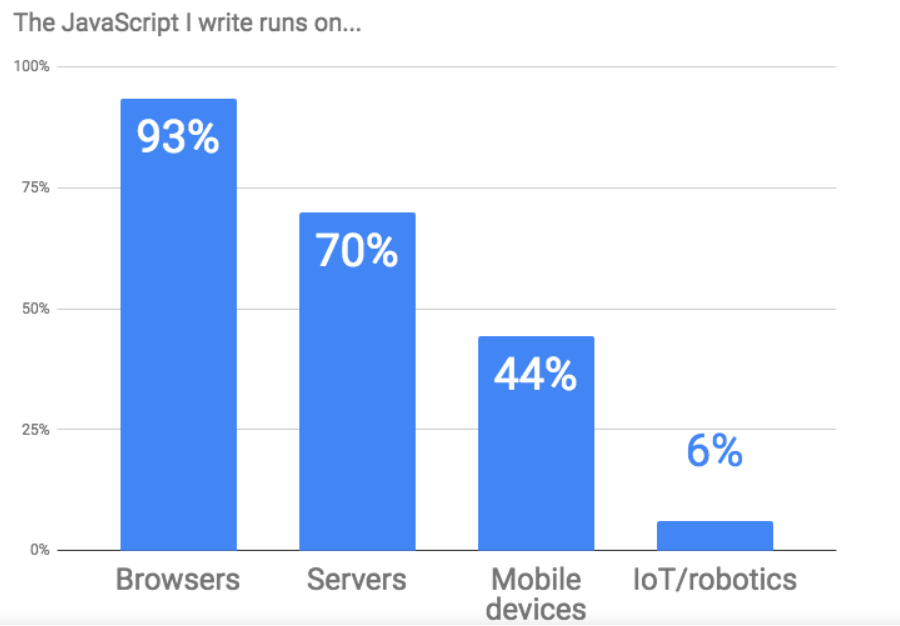 The JavaScript I write runs on...
100%
93%
75%
70%
50%
44%
25%
6%
0%
Browsers
Servers
Mobile
devices
IoT/robotics